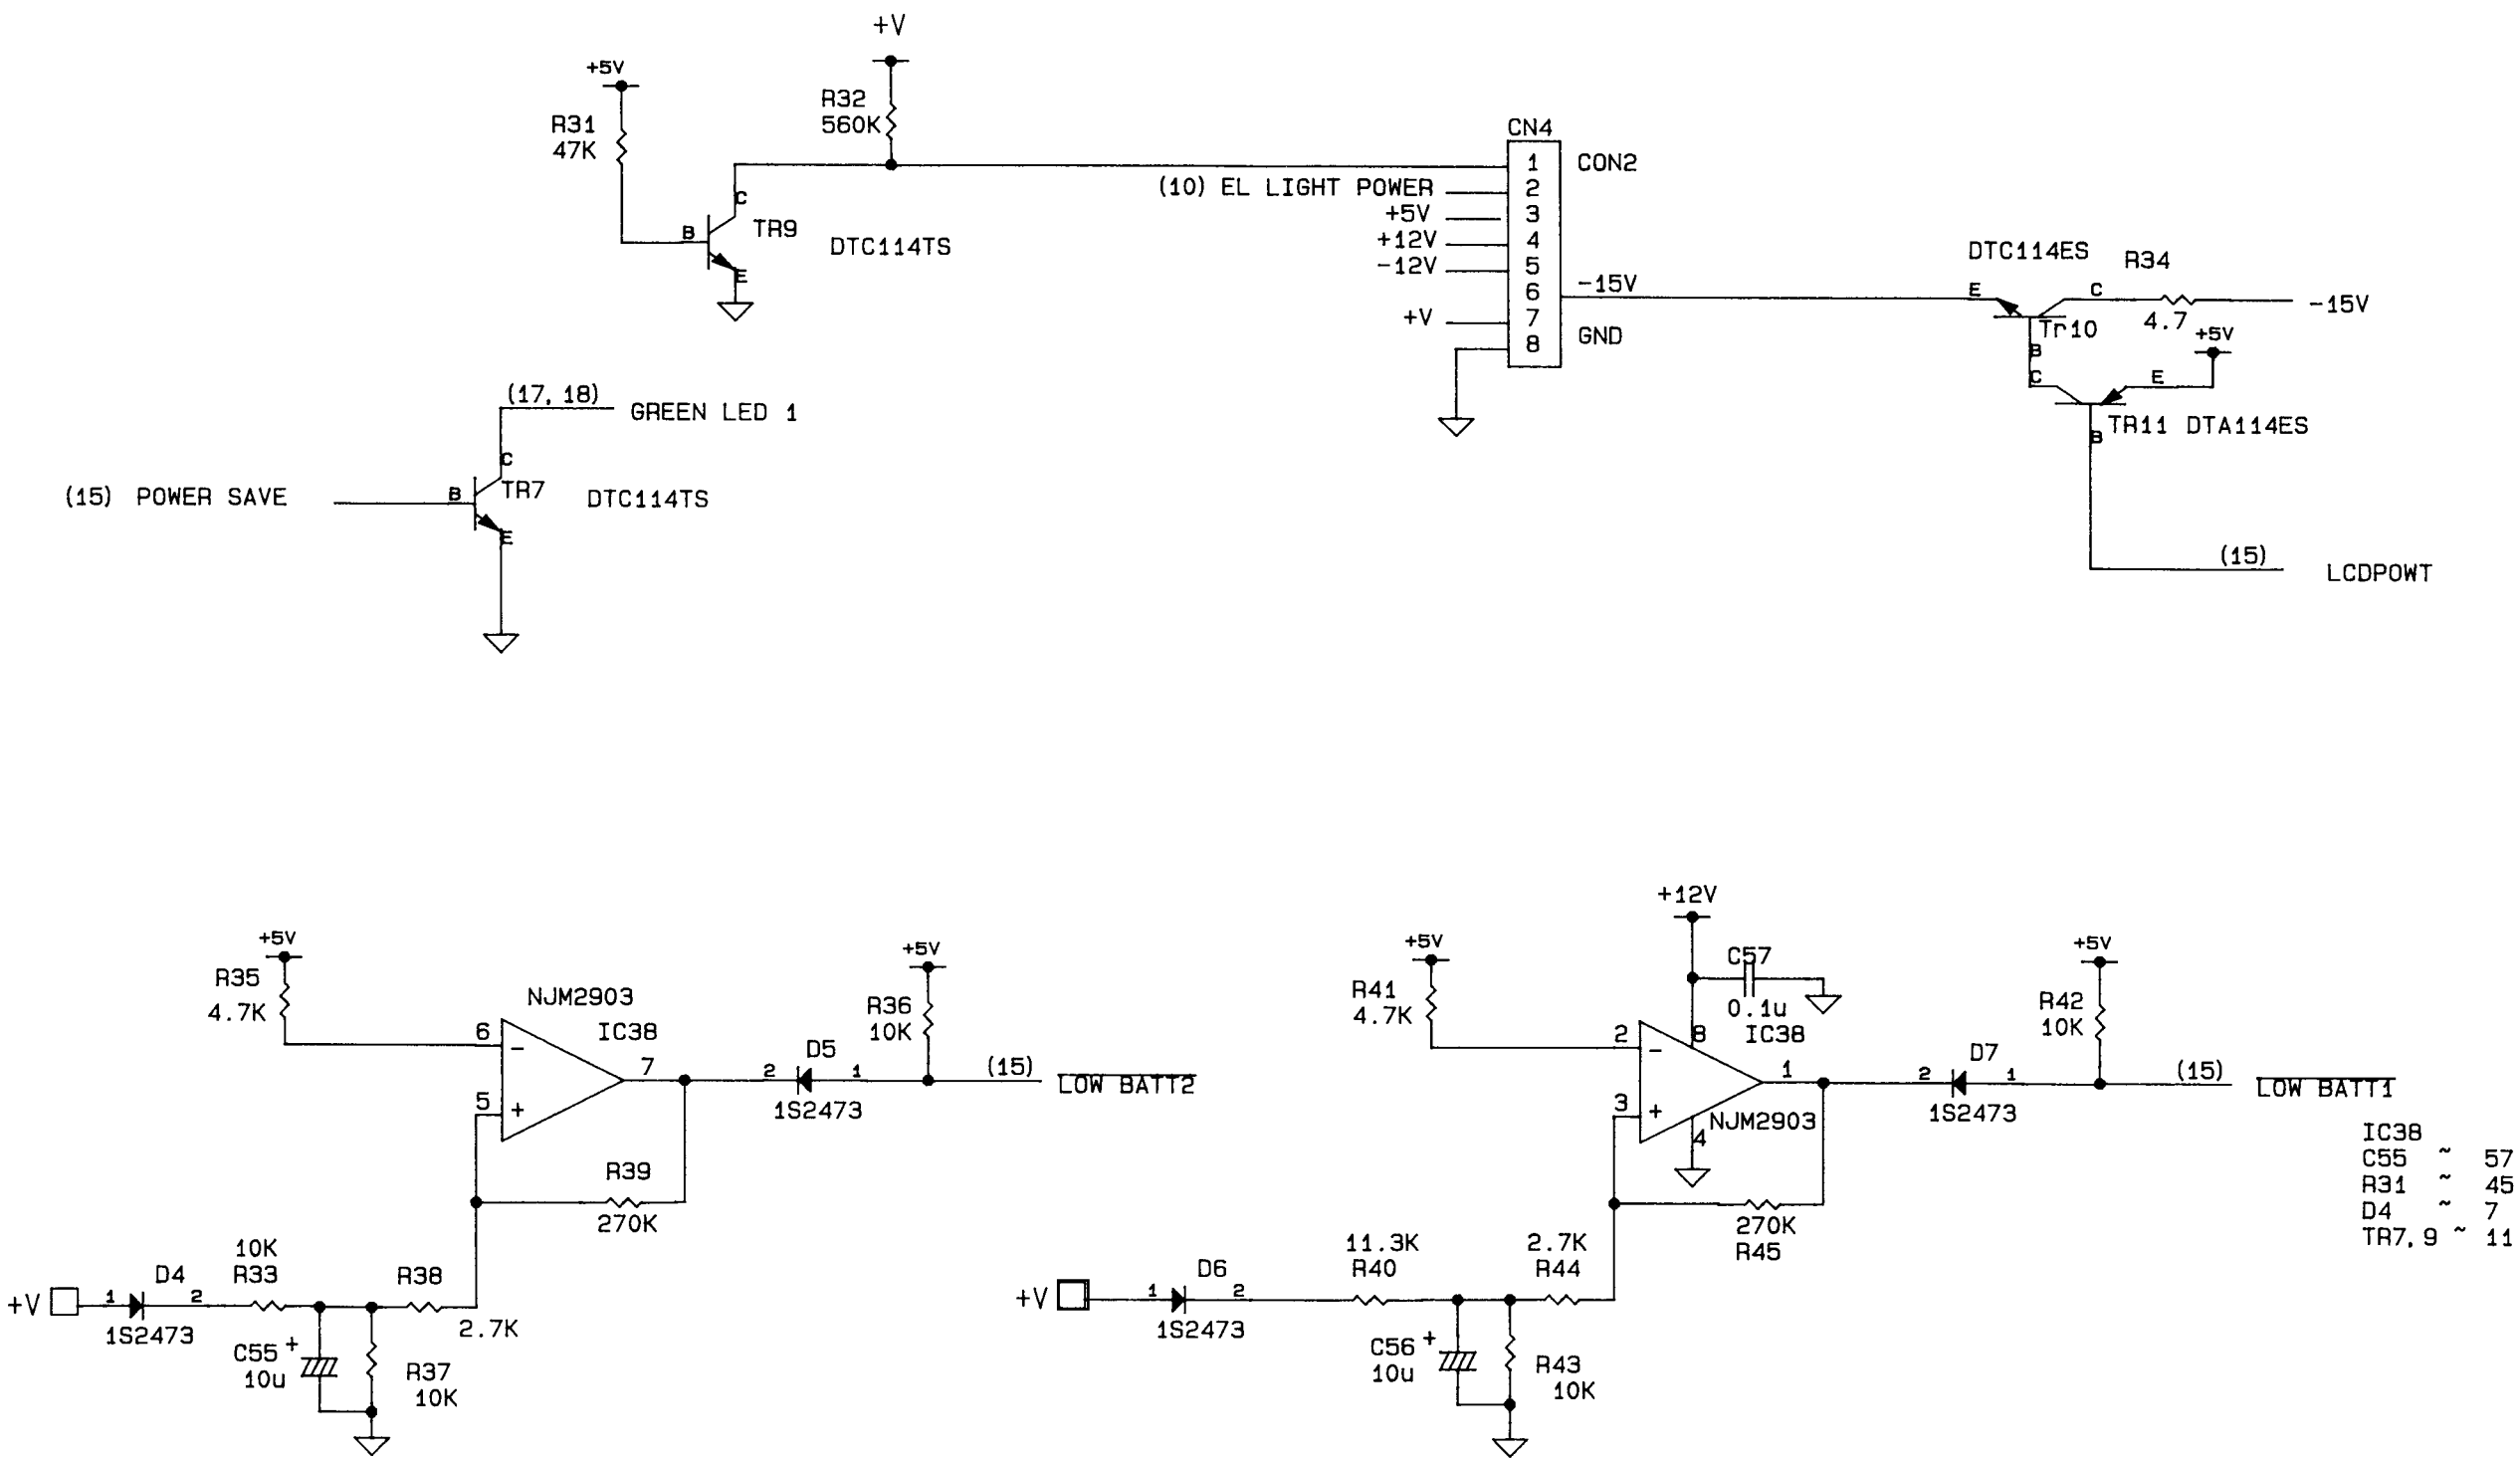 +V
+5V
R32
560K
R31
47K
C
B
TR9
DTC114TS
E
CN4
1 CON2
(10) EL LIGHT POWER 2
+5V 3
+12V 4
-12V 5
6 -15V
+V 7
8 GND
DTC114ES
R34
E
C
-15V
Tr10
4.7
+5V
B
C
E
TR11 DTA114ES
B
(15)
LCDPOWT
(17, 18)
GREEN LED 1
C
(15) POWER SAVE
B
TR7
DTC114TS
E
+5V
R35
4.7K
NJM2903
IC38
6
-
7
5
+
R39
270K
+5V
R36
10K
D5
2
1
1S2473
(15)
LOW BATT2
10K
R33
D4
R38
+V
1
2
1S2473
2.7K
C55
+
10u
R37
10K
+12V
+5V
C57
R41
4.7K
0.1u
8
IC38
2
-
1
3
+
NJM2903
4
270K
R45
+5V
R42
10K
D7
2
1
1S2473
(15)
LOW BATT1
11.3K
R40
2.7K
R44
D6
+V
1
2
1S2473
C56
+
10u
R43
10K
IC38
C55 ~ 57
R31 ~ 45
D4 ~ 7
TR7, 9 ~ 11